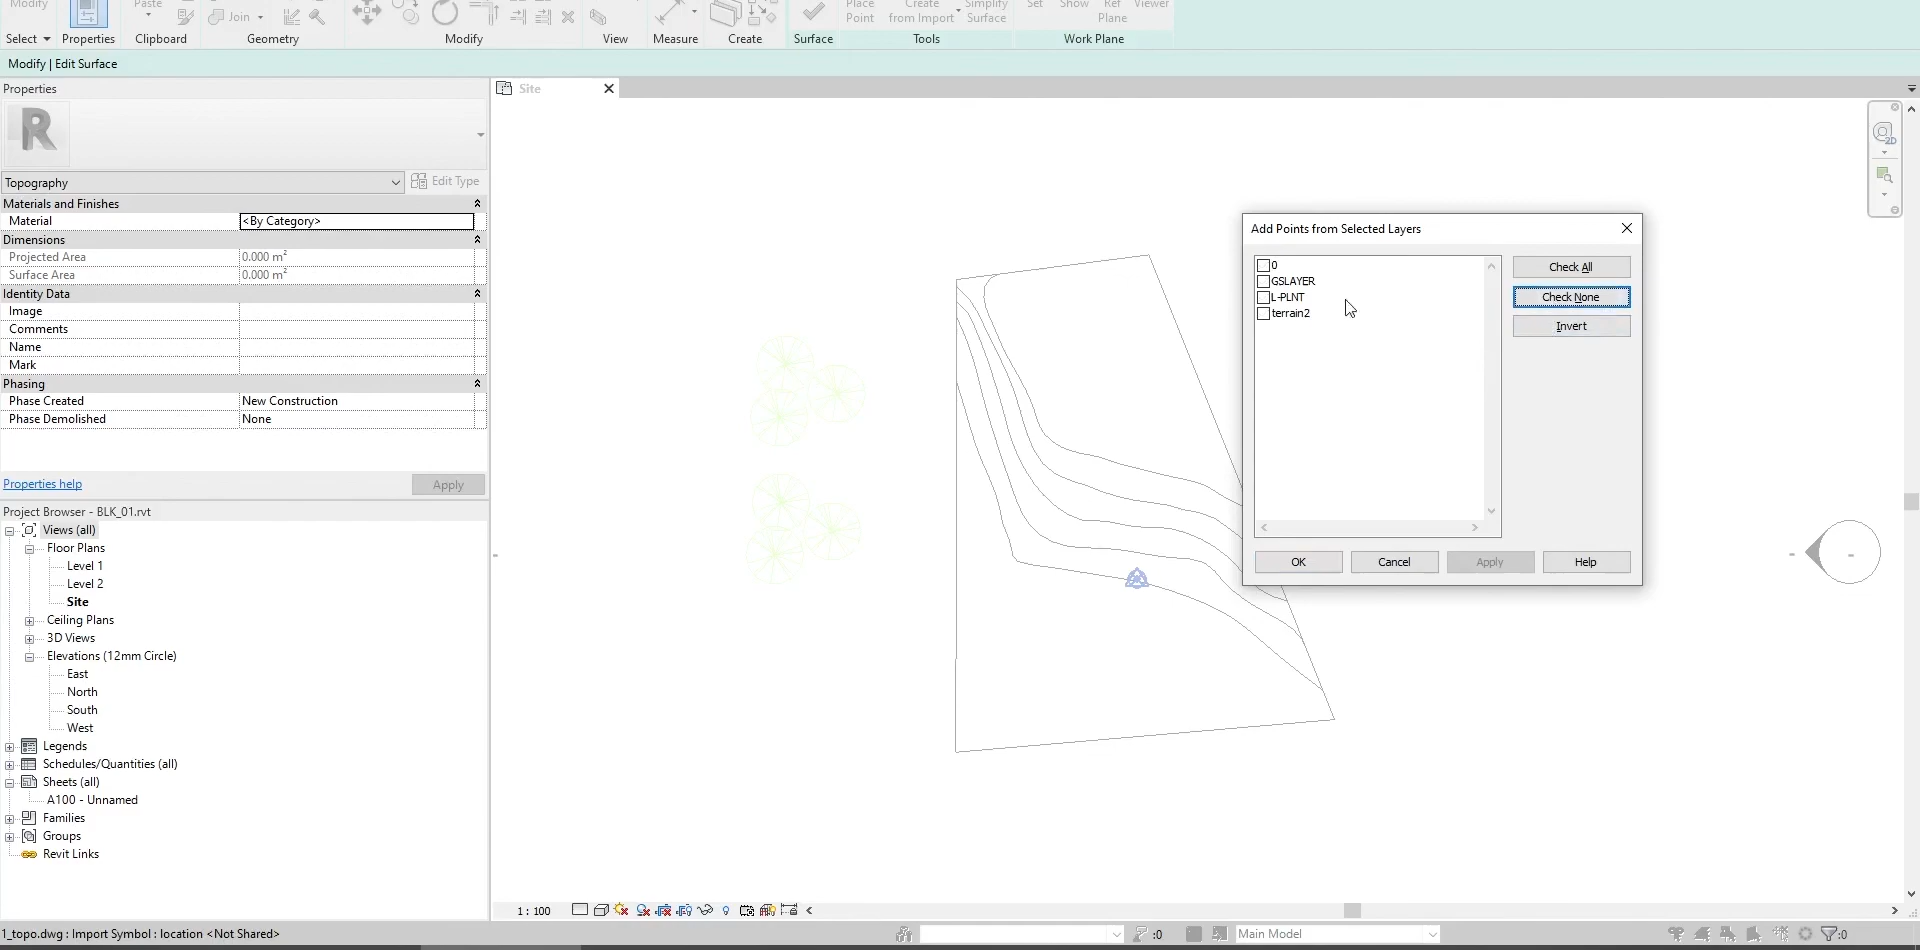 Modify Paste Join Place Create Simplify Set Show Ref Viewer
Point from Import Surface Plane
Select Properties Clipboard Geometry Modify View Measure Create Surface Tools Work Plane
Modify | Edit Surface
Properties
Site
R
2D
Topography
Edit Type
Materials and Finishes
Material <By Category>
Dimensions
Projected Area 0.000 m²
Surface Area 0.000 m²
Identity Data
Image
Comments
Name
Mark
Phasing
Phase Created New Construction
Phase Demolished None
Properties help
Apply
Add Points from Selected Layers
0
GSLAYER
L-PLNT
terrain2
Check All
Check None
Invert
OK
Cancel
Apply
Help
Project Browser - BLK_01.rvt
Views (all)
Floor Plans
Level 1
Level 2
Site
Ceiling Plans
3D Views
Elevations (12mm Circle)
East
North
South
West
Legends
Schedules/Quantities (all)
Sheets (all)
A100 - Unnamed
Families
Groups
Revit Links
1 : 100
1_topo.dwg : Import Symbol : location <Not Shared>
:0
Main Model
:0